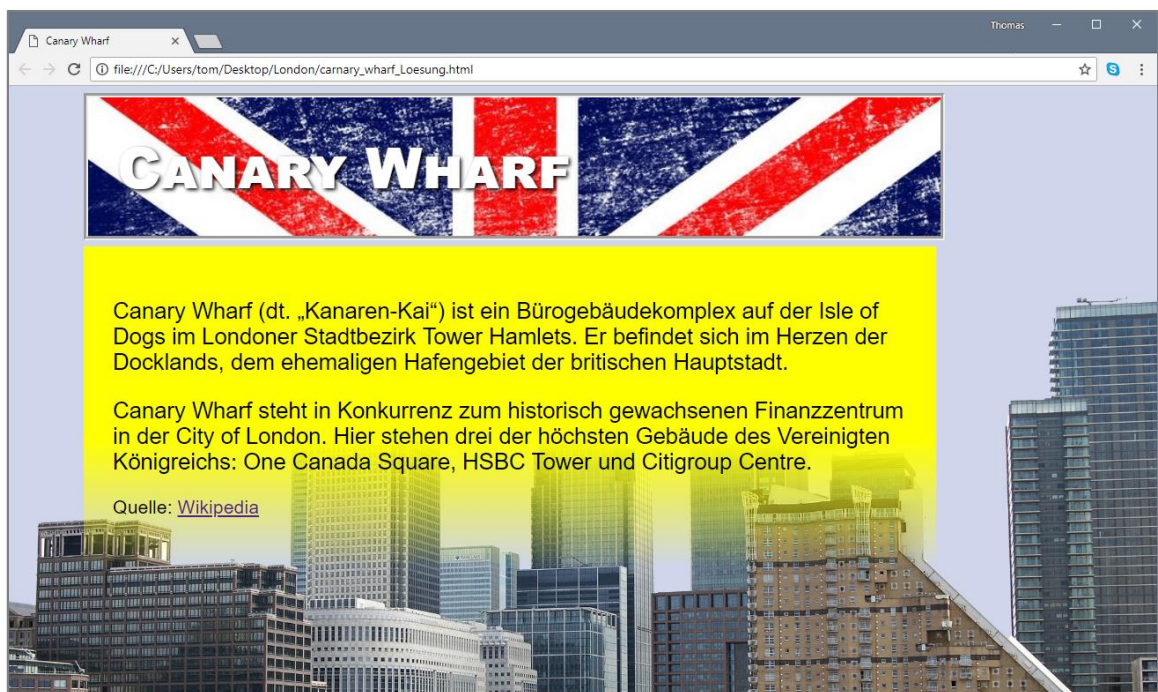 Thomas
Canary Wharf
file:///C:/Users/tom/Desktop/London/carnary_wharf_Loesung.html
CANARY WHARF
Canary Wharf (dt. „Kanaren-Kai“) ist ein Bürogebäudekomplex auf der Isle of
Dogs im Londoner Stadtbezirk Tower Hamlets. Er befindet sich im Herzen der
Docklands, dem ehemaligen Hafengebiet der britischen Hauptstadt.
Canary Wharf steht in Konkurrenz zum historisch gewachsenen Finanzzentrum
in der City of London. Hier stehen drei der höchsten Gebäude des Vereinigten
Königreichs: One Canada Square, HSBC Tower und Citigroup Centre.
Quelle: Wikipedia